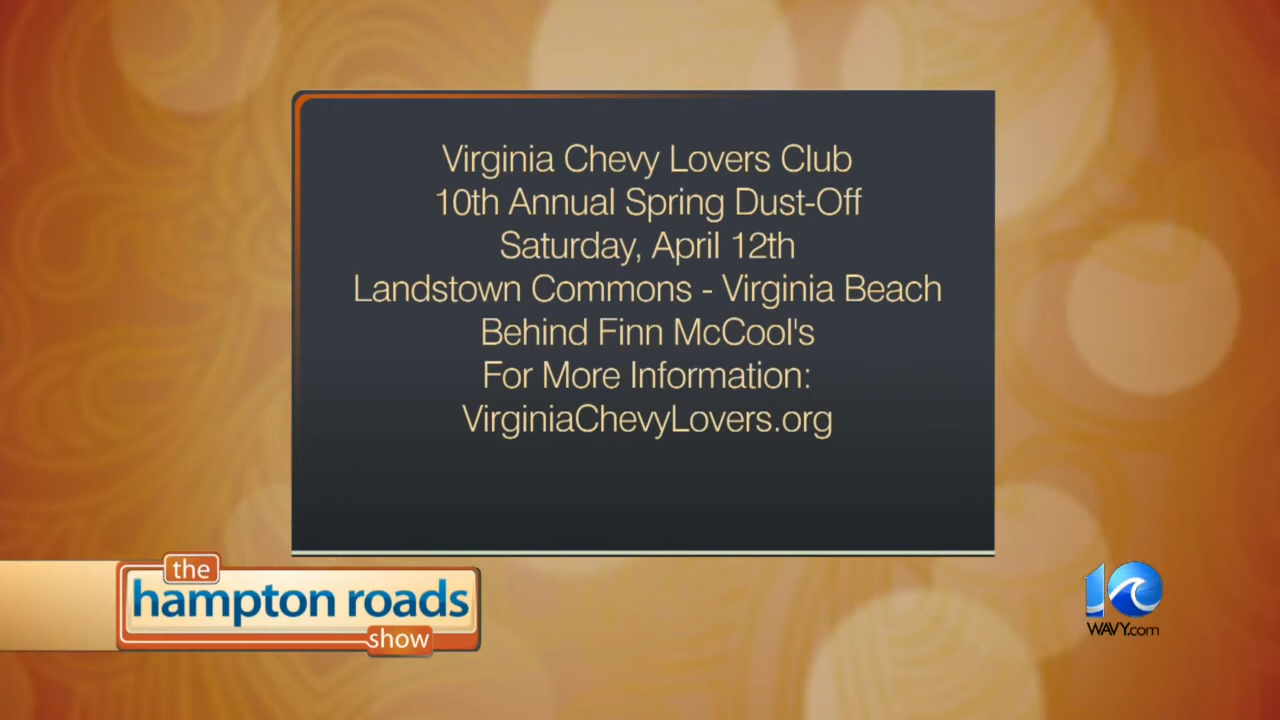 Virginia Chevy Lovers Club
10th Annual Spring Dust-Off
Saturday, April 12th
Landstown Commons - Virginia Beach
Behind Finn McCool's
For More Information:
VirginiaChevyLovers.org
the
hampton roads
show
10
WAVY.com